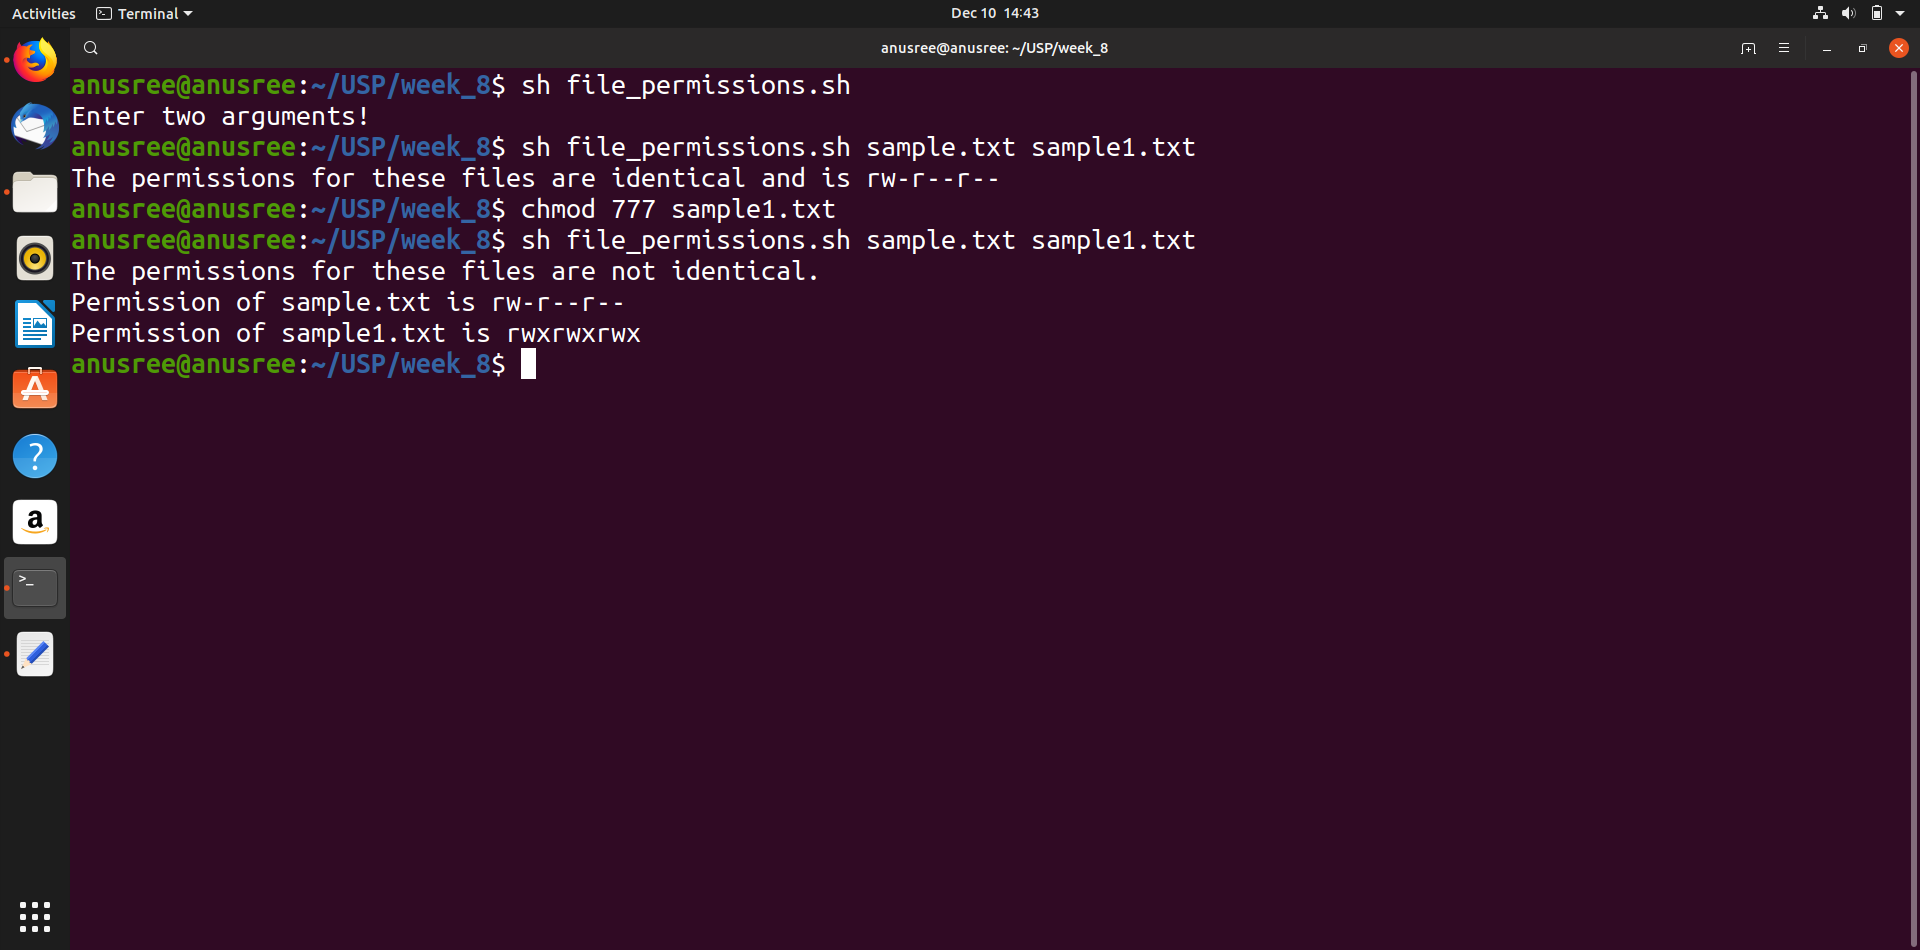 Activities Terminal Dec 10 14:43
anusree@anusree: ~/USP/week_8
anusree@anusree:~/USP/week_8$ sh file_permissions.sh
Enter two arguments!
anusree@anusree:~/USP/week_8$ sh file_permissions.sh sample.txt sample1.txt
The permissions for these files are identical and is rw-r--r--
anusree@anusree:~/USP/week_8$ chmod 777 sample1.txt
anusree@anusree:~/USP/week_8$ sh file_permissions.sh sample.txt sample1.txt
The permissions for these files are not identical.
Permission of sample.txt is rw-r--r--
Permission of sample1.txt is rwxrwxrwx
anusree@anusree:~/USP/week_8$